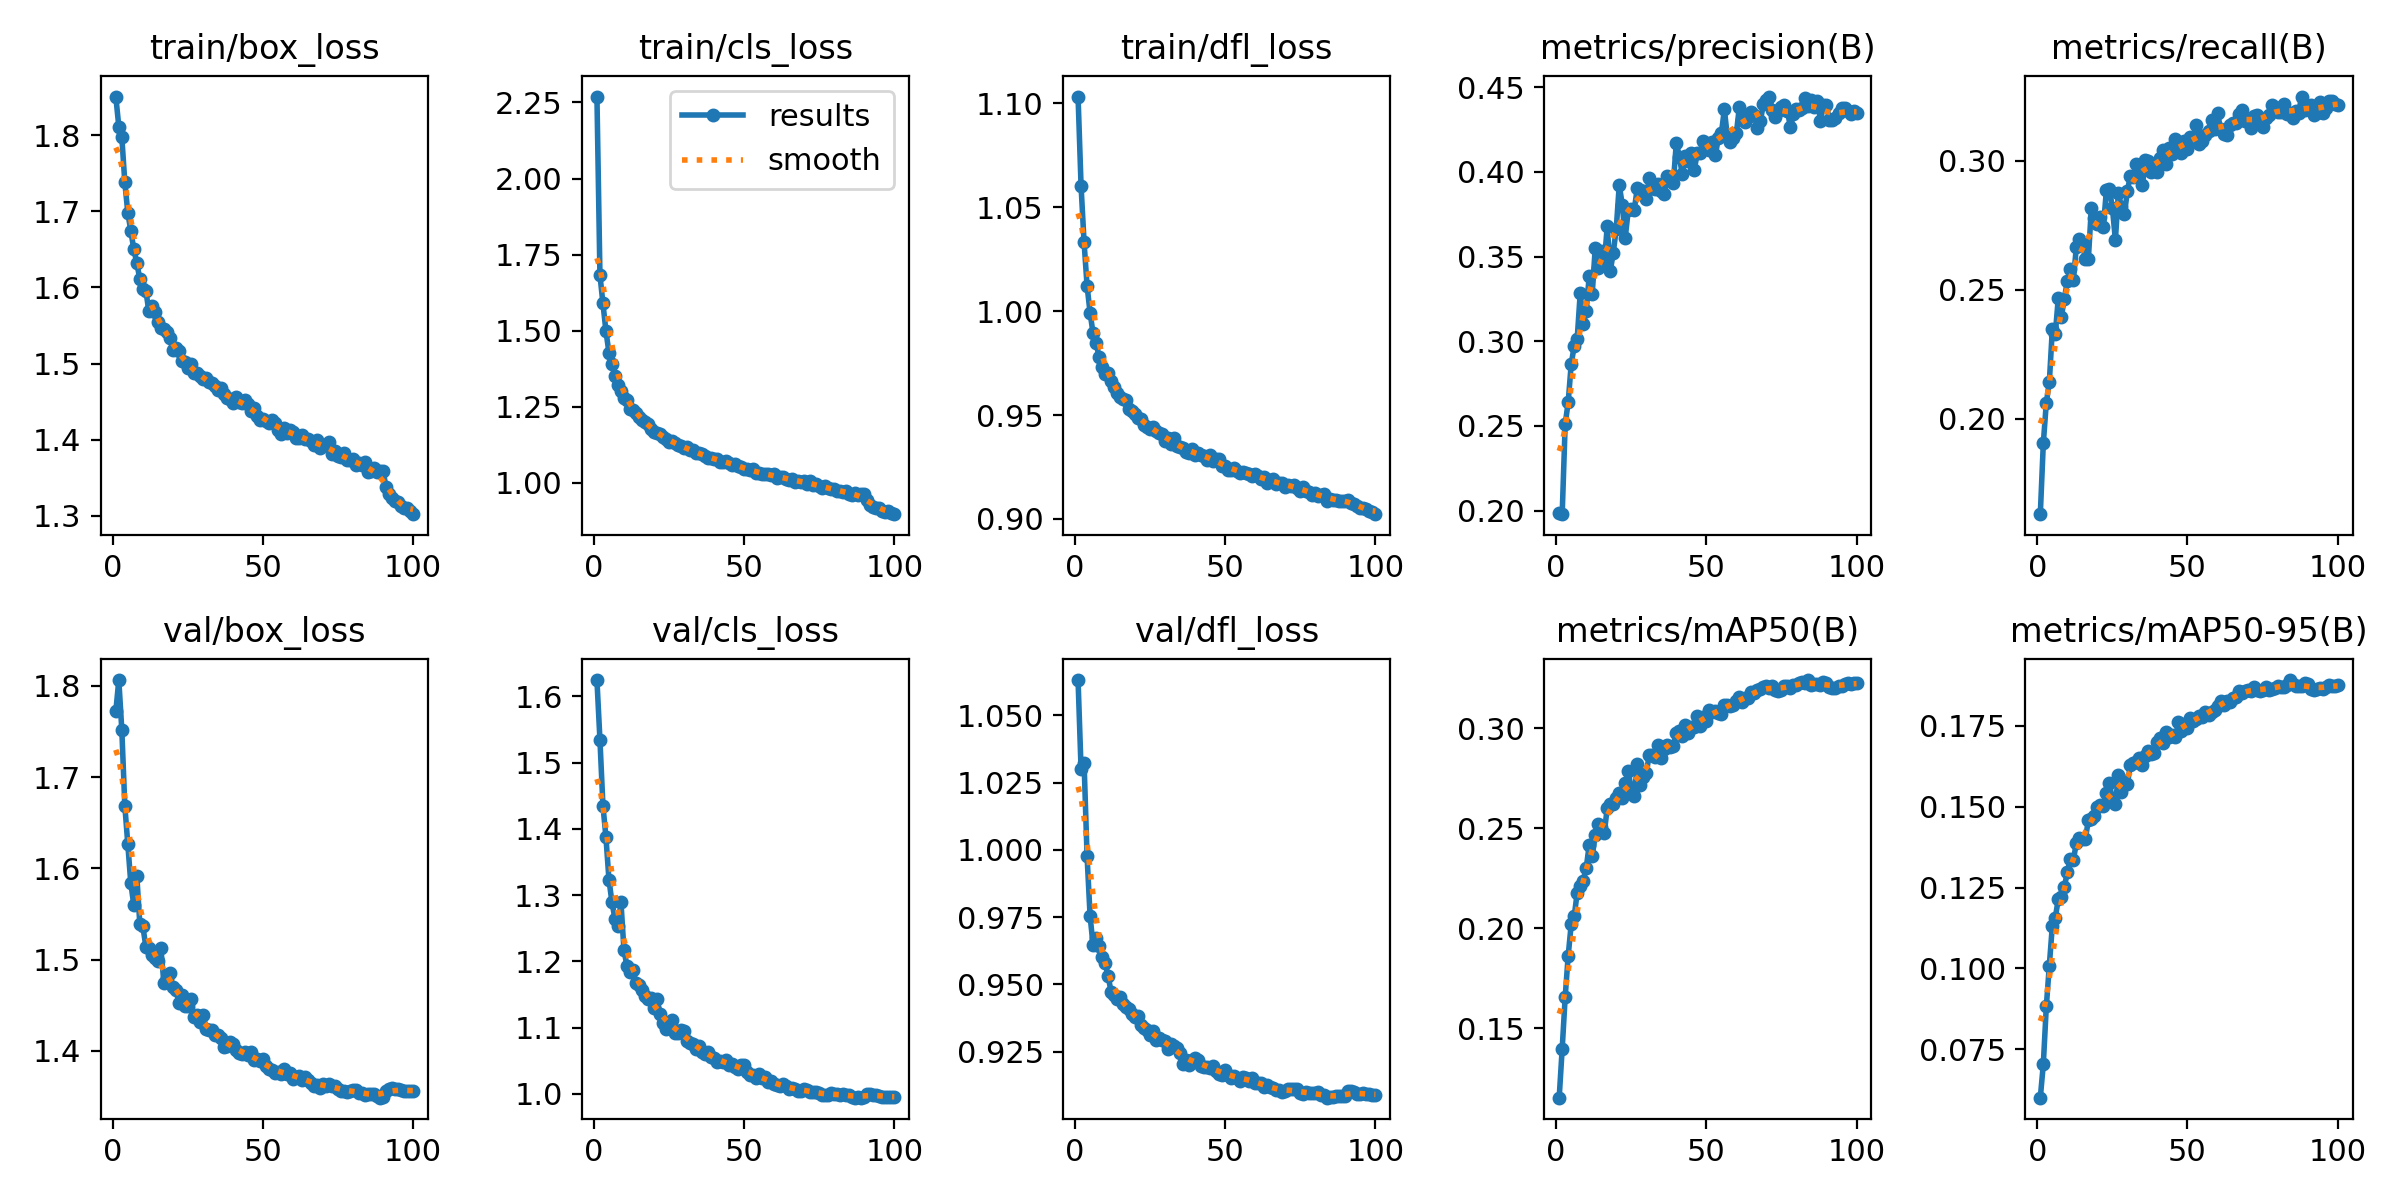 train/box_loss
1.8
1.7
1.6
1.5
1.4
1.3
0 50 100
train/cls_loss
results
smooth
2.25
2.00
1.75
1.50
1.25
1.00
0 50 100
train/dfl_loss
1.10
1.05
1.00
0.95
0.90
0 50 100
metrics/precision(B)
0.45
0.40
0.35
0.30
0.25
0.20
0 50 100
metrics/recall(B)
0.30
0.25
0.20
0 50 100
val/box_loss
1.8
1.7
1.6
1.5
1.4
0 50 100
val/cls_loss
1.6
1.5
1.4
1.3
1.2
1.1
1.0
0 50 100
val/dfl_loss
1.050
1.025
1.000
0.975
0.950
0.925
0 50 100
metrics/mAP50(B)
0.30
0.25
0.20
0.15
0 50 100
metrics/mAP50-95(B)
0.175
0.150
0.125
0.100
0.075
0 50 100